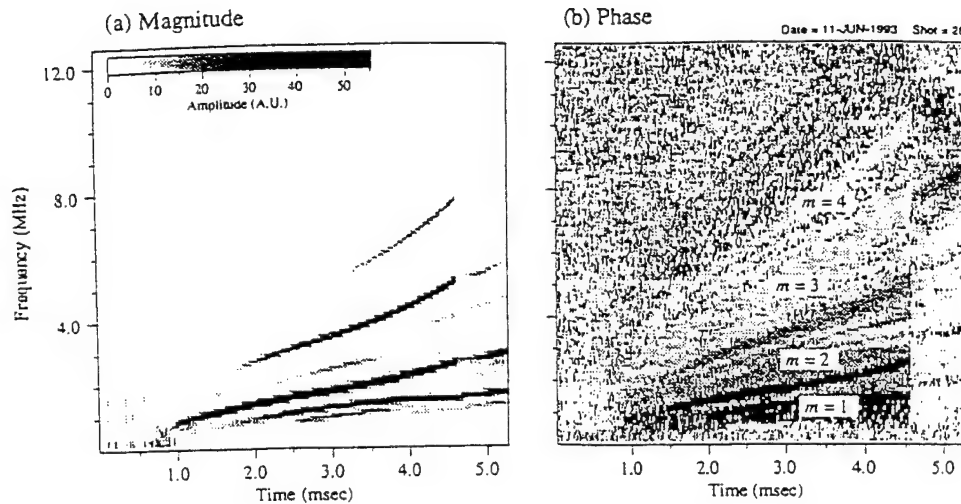 (a) Magnitude
0 10 20 30 40 50
Amplitude (A.U.)
12.0
8.0
4.0
Frequency (MHz)
1.0 2.0 3.0 4.0 5.0
Time (msec)
(b) Phase
Date = 11-JUN-1993 Shot =
m = 4
m = 3
m = 2
m = 1
1.0 2.0 3.0 4.0 5.0
Time (msec)